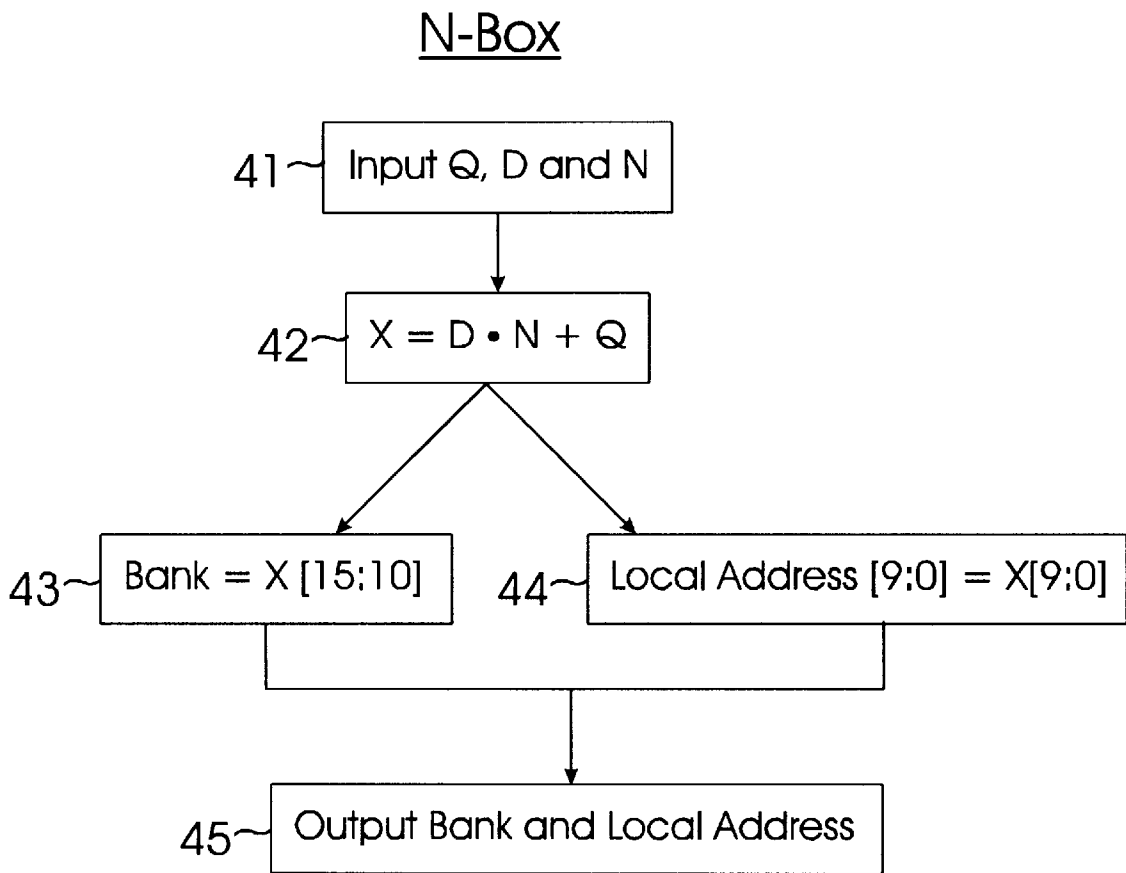 N-Box
41 Input Q, D and N
42 X = D • N + Q
43 Bank = X [15:10]
44 Local Address [9:0] = X[9:0]
45 Output Bank and Local Address